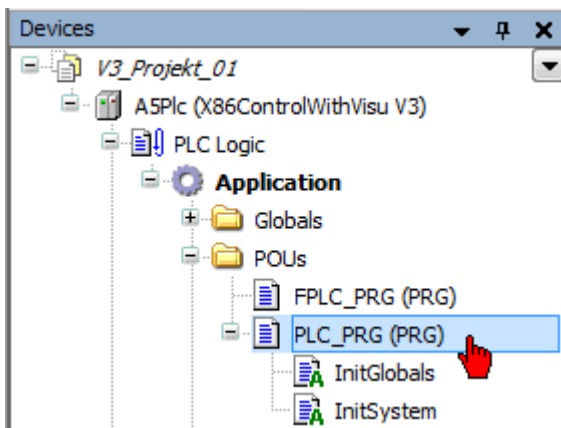 Devices
V3_Projekt_01
A5Plc (X86ControlWithVisu V3)
PLC Logic
Application
Globals
POUs
FPLC_PRG (PRG)
PLC_PRG (PRG)
InitGlobals
InitSystem